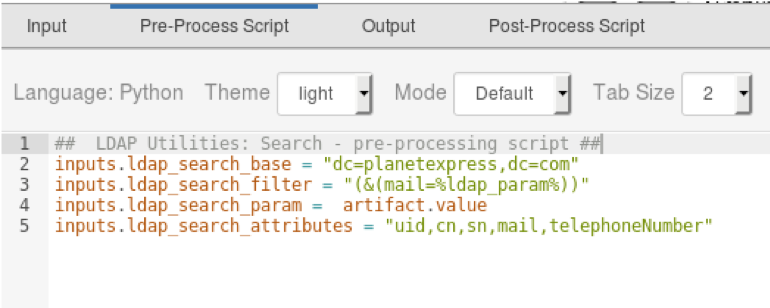 Input Pre-Process Script Output Post-Process Script
Language: Python Theme light Mode Default Tab Size 2
1 ##  LDAP Utilities: Search - pre-processing script ##
2 inputs.ldap_search_base = "dc=planetexpress,dc=com"
3 inputs.ldap_search_filter = "(&(mail=%ldap_param%))"
4 inputs.ldap_search_param =  artifact.value
5 inputs.ldap_search_attributes = "uid,cn,sn,mail,telephoneNumber"